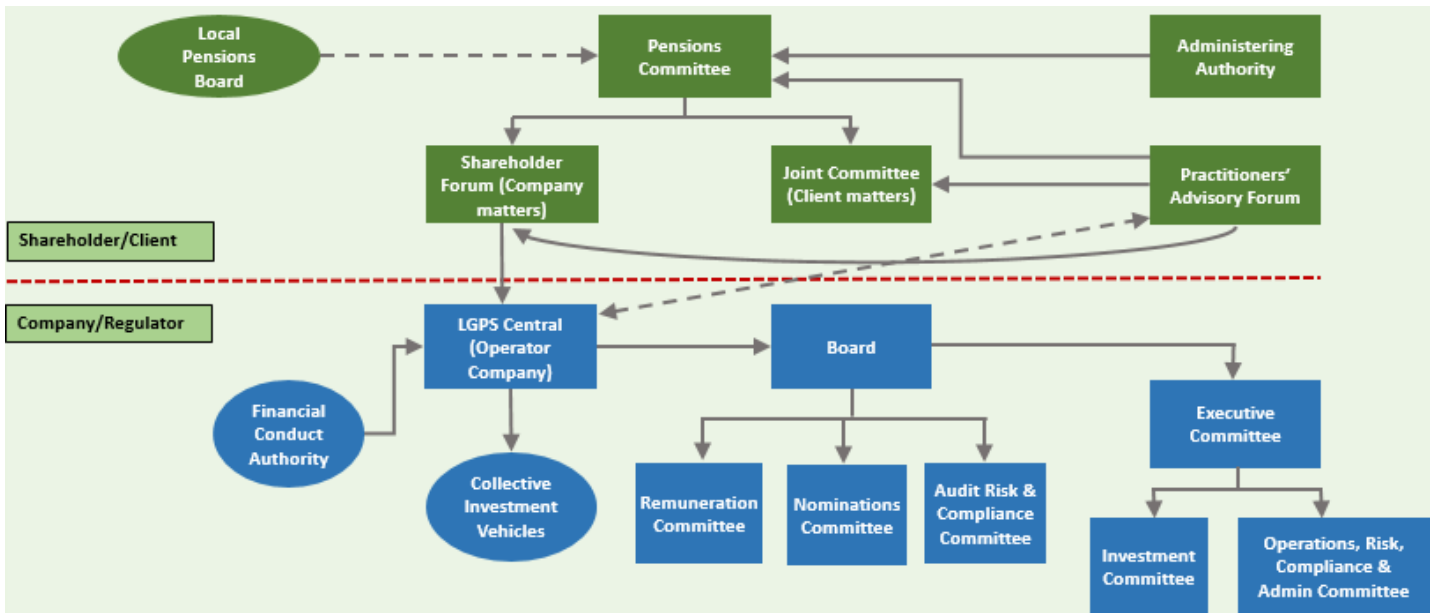 Local
Pensions
Board
Pensions
Committee
Administering
Authority
Shareholder
Forum (Company
matters)
Joint Committee
(Client matters)
Practitioners'
Advisory Forum
Shareholder/Client
Company/Regulator
LGPS Central
(Operator
Company)
Board
Financial
Conduct
Authority
Executive
Committee
Collective
Investment
Vehicles
Remuneration
Committee
Nominations
Committee
Audit Risk &
Compliance
Committee
Investment
Committee
Operations, Risk,
Compliance &
Admin Committee